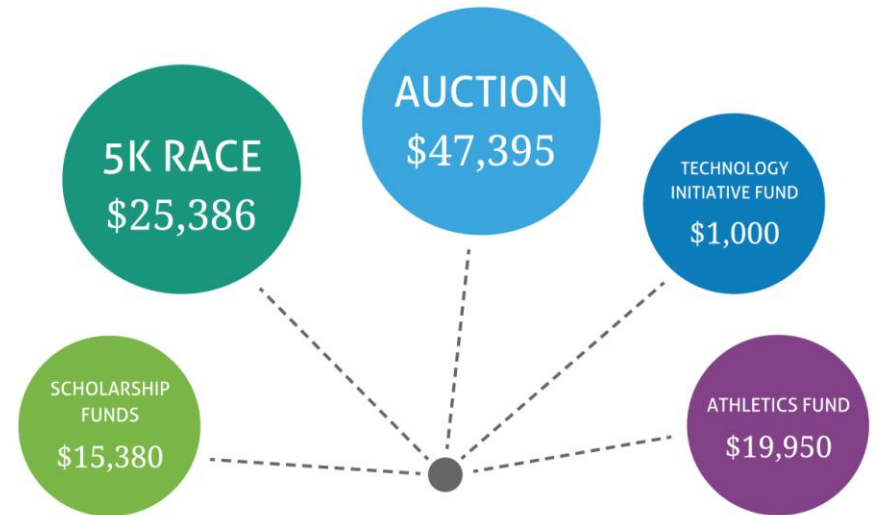 AUCTION
$47,395
5K RACE
$25,386
TECHNOLOGY
INITIATIVE FUND
$1,000
SCHOLARSHIP
FUNDS
$15,380
ATHLETICS FUND
$19,950